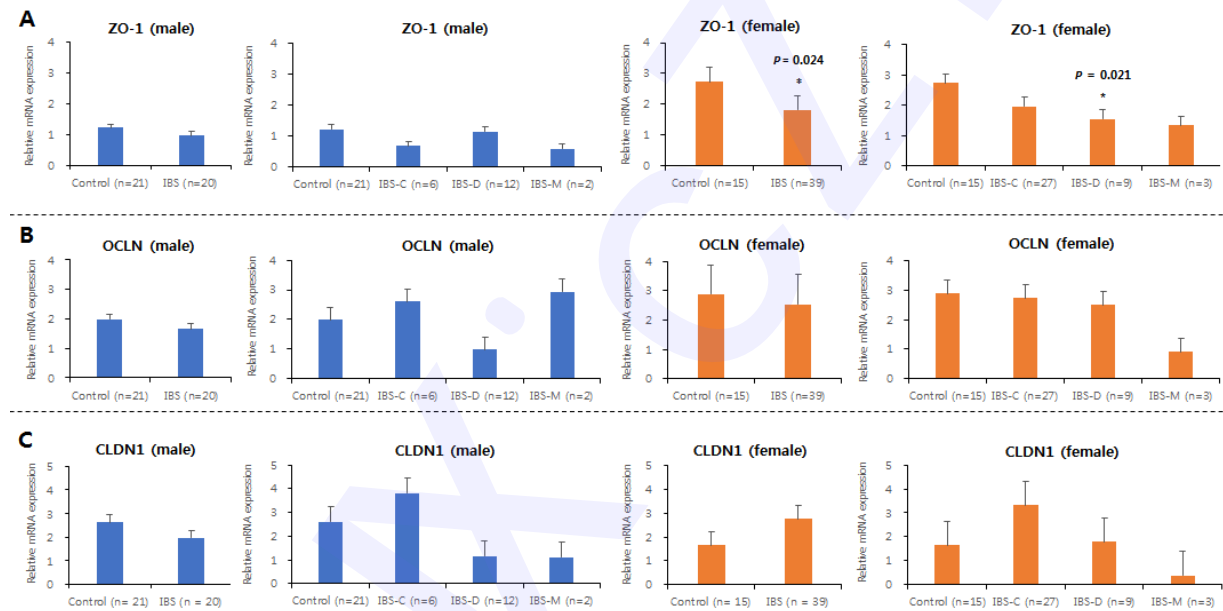 A
ZO-1 (male)
Relative mRNA expression
4
3
2
1
0
Control (n=21) IBS (n=20)
ZO-1 (male)
Relative mRNA expression
4
3
2
1
0
Control (n=21) IBS-C (n=6) IBS-D (n=12) IBS-M (n=2)
ZO-1 (female)
Relative mRNA expression
4
3
2
1
0
P = 0.024
*
Control (n=15) IBS (n=39)
ZO-1 (female)
Relative mRNA expression
4
3
2
1
0
P = 0.021
*
Control (n=15) IBS-C (n=27) IBS-D (n=9) IBS-M (n=3)
B
OCLN (male)
Relative mRNA expression
4
3
2
1
0
Control (n=21) IBS (n=20)
OCLN (male)
Relative mRNA expression
4
3
2
1
0
Control (n=21) IBS-C (n=6) IBS-D (n=12) IBS-M (n=2)
OCLN (female)
Relative mRNA expression
4
3
2
1
0
Control (n=15) IBS (n=39)
OCLN (female)
Relative mRNA expression
4
3
2
1
0
Control (n=15) IBS-C (n=27) IBS-D (n=9) IBS-M (n=3)
C
CLDN1 (male)
Relative mRNA expression
5
4
3
2
1
0
Control (n= 21) IBS (n = 20)
CLDN1 (male)
Relative mRNA expression
5
4
3
2
1
0
Control (n=21) IBS-C (n=6) IBS-D (n=12) IBS-M (n=2)
CLDN1 (female)
Relative mRNA expression
5
4
3
2
1
0
Control (n= 15) IBS (n = 39)
CLDN1 (female)
Relative mRNA expression
5
4
3
2
1
0
Control (n=15) IBS-C (n=27) IBS-D (n=9) IBS-M (n=3)